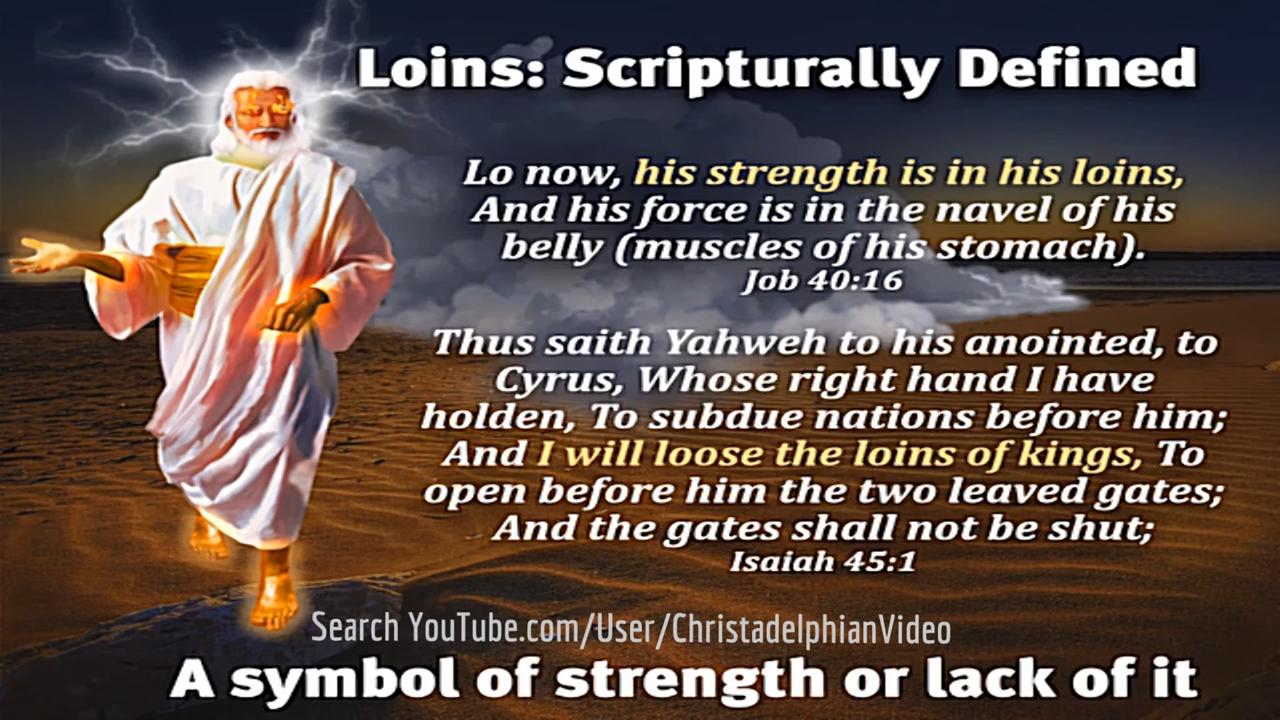 Loins: Scripturally Defined
Lo now, his strength is in his loins,
And his force is in the navel of his
belly (muscles of his stomach).
Job 40:16
Thus saith Yahweh to his anointed, to
Cyrus, Whose right hand I have
holden, To subdue nations before him;
And I will loose the loins of kings, To
open before him the two leaved gates;
And the gates shall not be shut;
Isaiah 45:1
Search YouTube.com/User/ChristadelphianVideo
A symbol of strength or lack of it